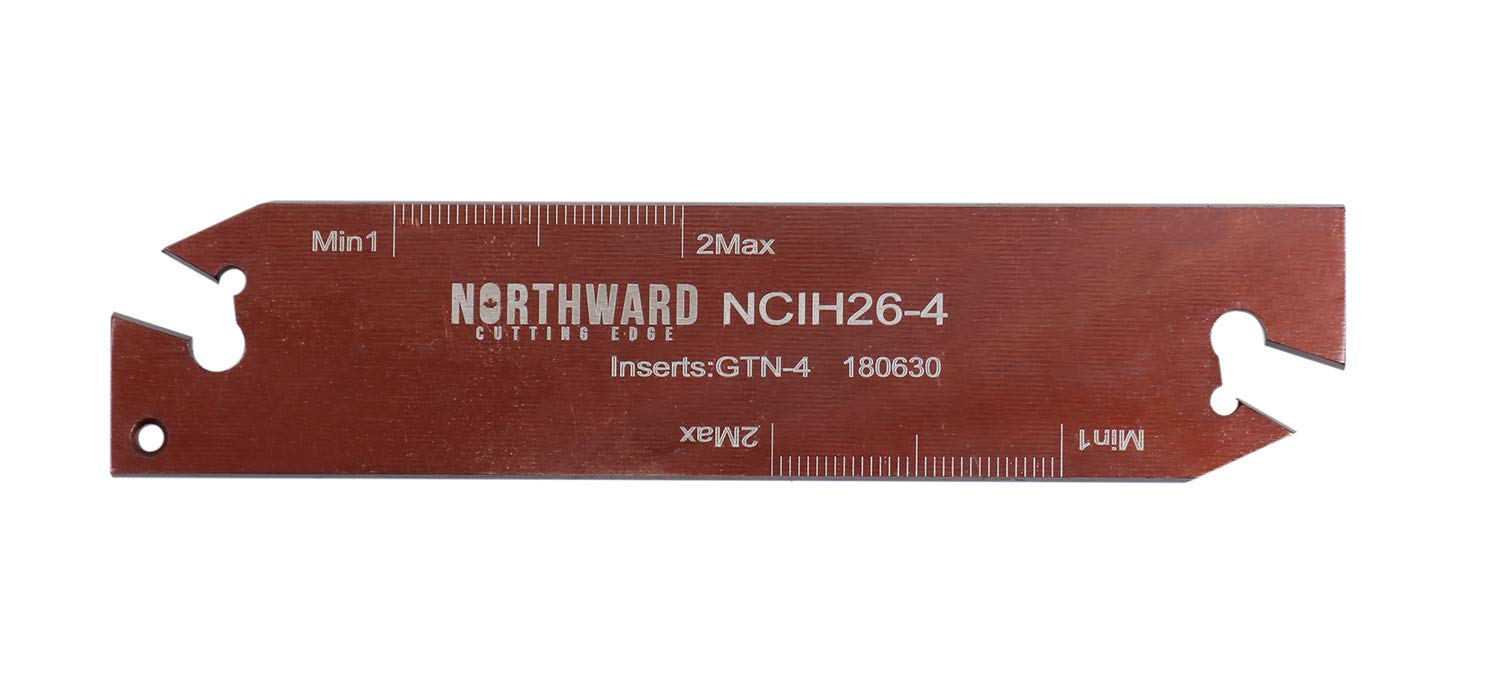 Min1 2Max
NORTHWARD NCIH26-4
CUTTING EDGE
Inserts:GTN-4 180630
2Max Min1